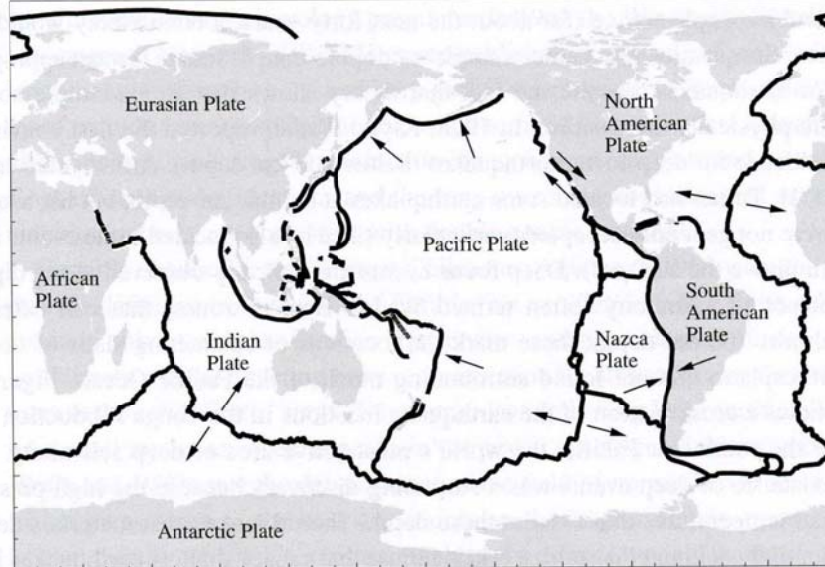 Eurasian Plate
North
American Plate
Pacific Plate
African
Plate
Indian
Plate
Nazca
Plate
South
American
Plate
Antarctic Plate